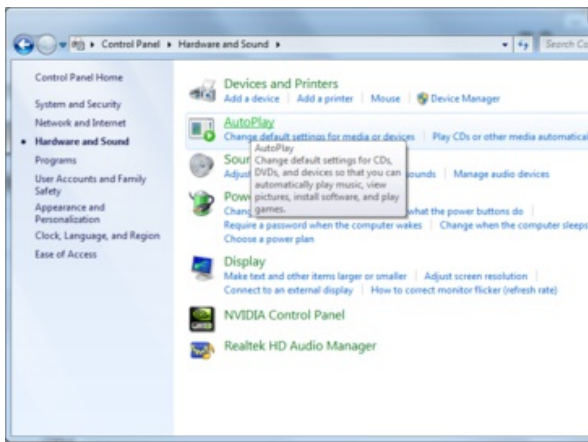 Control Panel ▸ Hardware and Sound ▸
Search Co
Control Panel Home
System and Security
Network and Internet
Hardware and Sound
Programs
User Accounts and Family
Safety
Appearance and
Personalization
Clock, Language, and Region
Ease of Access
Devices and Printers
Add a device | Add a printer | Mouse | Device Manager
AutoPlay
Change default settings for media or devices | Play CDs or other media automatical
AutoPlay
Change default settings for CDs,
DVDs, and devices so that you can
automatically play music, view
pictures, install software, and play
games.
Soun
Adjust
ounds | Manage audio devices
Powe
Chang
what the power buttons do
Require a password when the computer wakes | Change when the computer sleeps
Choose a power plan
Display
Make text and other items larger or smaller | Adjust screen resolution
Connect to an external display | How to correct monitor flicker (refresh rate)
NVIDIA Control Panel
Realtek HD Audio Manager